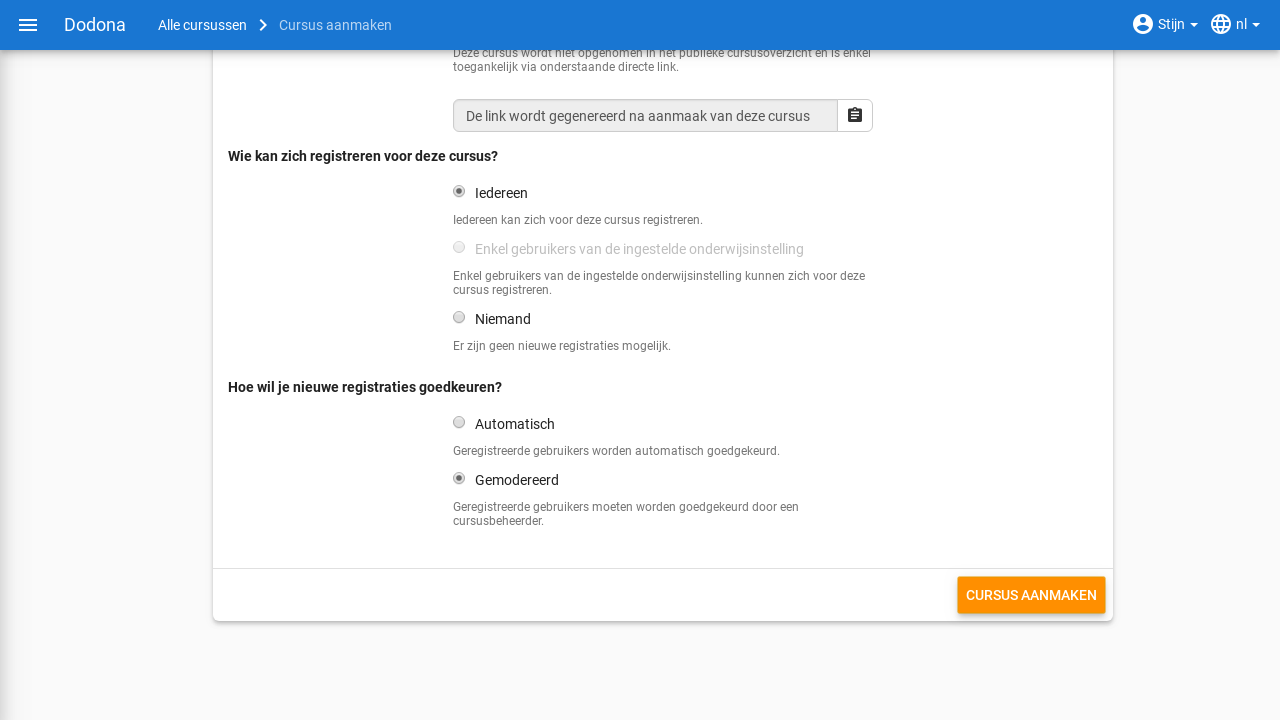 Dodona
Alle cursussen
Cursus aanmaken
Stijn
nl
Deze cursus wordt niet opgenomen in het publieke cursusoverzicht en is enkel
toegankelijk via onderstaande directe link.
De link wordt gegenereerd na aanmaak van deze cursus
Wie kan zich registreren voor deze cursus?
Iedereen
Iedereen kan zich voor deze cursus registreren.
Enkel gebruikers van de ingestelde onderwijsinstelling
Enkel gebruikers van de ingestelde onderwijsinstelling kunnen zich voor deze
cursus registreren.
Niemand
Er zijn geen nieuwe registraties mogelijk.
Hoe wil je nieuwe registraties goedkeuren?
Automatisch
Geregistreerde gebruikers worden automatisch goedgekeurd.
Gemodereerd
Geregistreerde gebruikers moeten worden goedgekeurd door een
cursusbeheerder.
CURSUS AANMAKEN